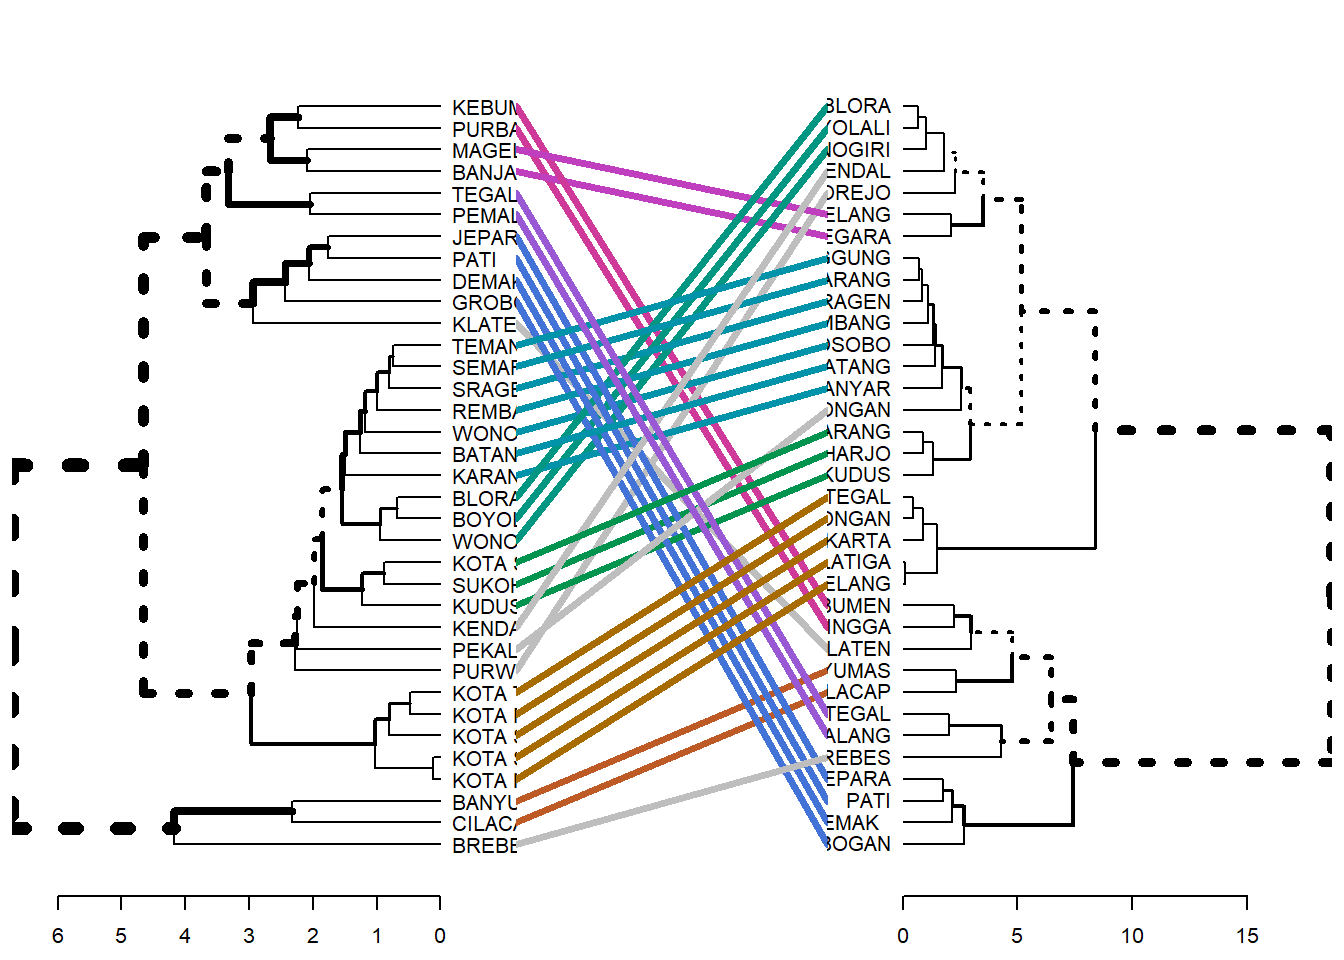 KEBUM
PURBA
MAGEL
BANJA
TEGAL
PEMAL
JEPAR
PATI
DEMAK
GROBO
KLATE
TEMAN
SEMAR
SRAGE
REMBA
WONO
BATAN
KARAN
BLORA
BOYOL
WONO
KOTA S
SUKOH
KUDUS
KENDA
PEKAL
PURW
KOTA T
KOTA P
KOTA S
KOTA S
KOTA M
BANYU
CILACA
BREBE
BLORA
YOLALI
NOGIRI
ENDAL
OREJO
ELANG
EGARA
GGUNG
ARANG
RAGEN
MBANG
OSOBO
ATANG
ANYAR
ONGAN
ARANG
HARJO
KUDUS
TEGAL
ONGAN
KARTA
LATIGA
ELANG
BUMEN
INGGA
LATEN
YUMAS
LACAP
TEGAL
ALANG
REBES
EPARA
PATI
EMAK
BOGAN
6 5 4 3 2 1 0
0 5 10 15